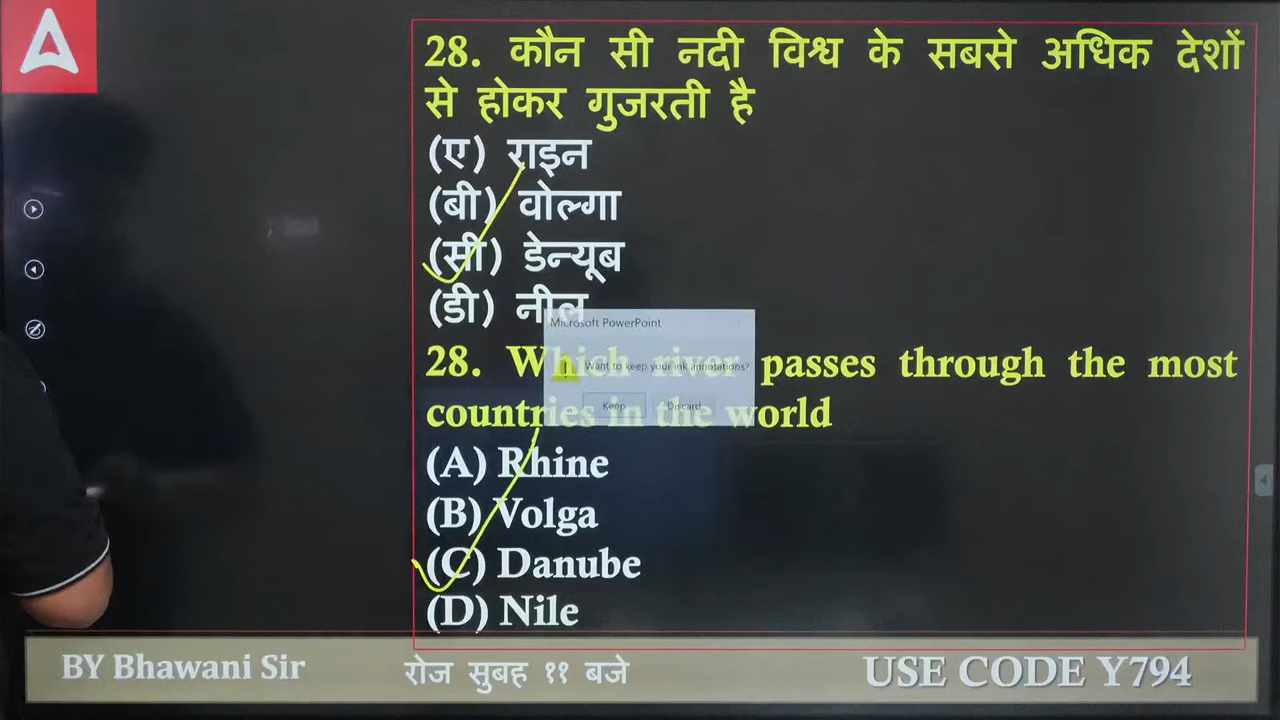 28. कौन सी नदी विश्व के सबसे अधिक देशों
से होकर गुजरती है
(ए) राइन
(बी) वोल्गा
(सी) डेन्यूब
(डी) नील
Microsoft PowerPoint
Want to keep your ink annotations?
Keep Discard
28. Which river passes through the most
countries in the world
(A) Rhine
(B) Volga
(C) Danube
(D) Nile
BY Bhawani Sir रोज सुबह ११ बजे USE CODE Y794